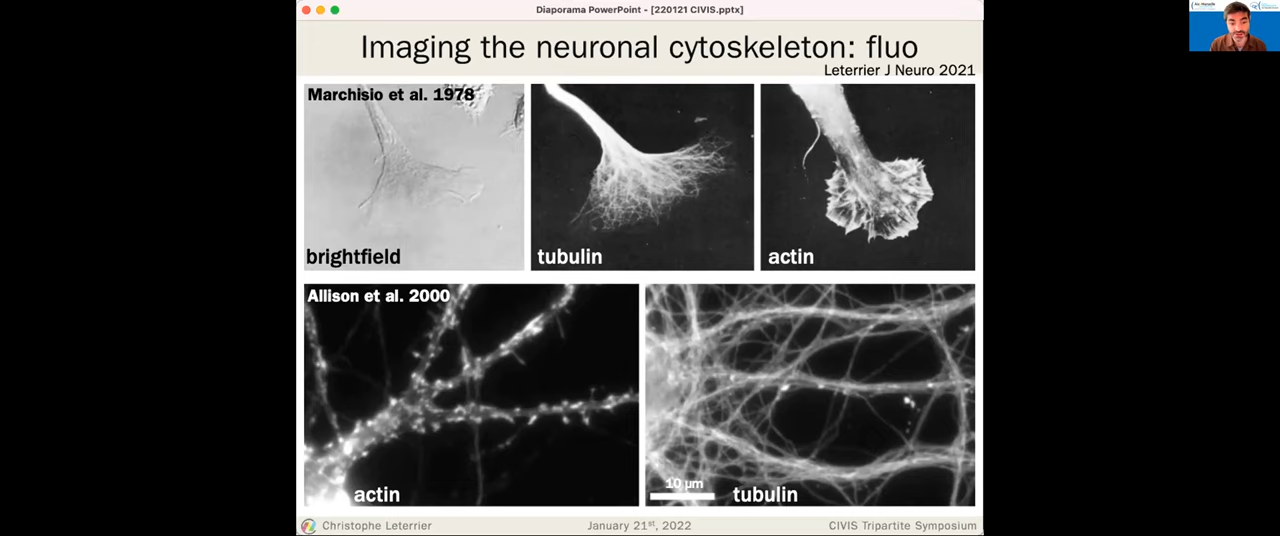 Diaporama PowerPoint - [220121 CIVIS.pptx]
Imaging the neuronal cytoskeleton: fluo
Leterrier J Neuro 2021
Marchisio et al. 1978
brightfield
tubulin
actin
Allison et al. 2000
actin
10 µm
tubulin
Christophe Leterrier
January 21st, 2022
CIVIS Tripartite Symposium